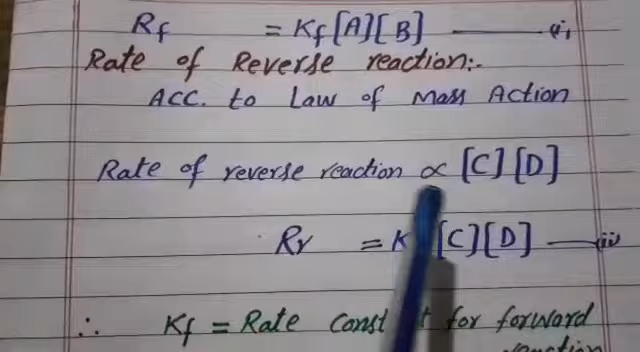 Rf = Kf[A][B] ——— (i)
Rate of Reverse reaction:-
ACC. to Law of Mass Action
Rate of reverse reaction ∝ [C][D]
Rr = K [C][D] — (ii)
∴ Kf = Rate Const t for forward